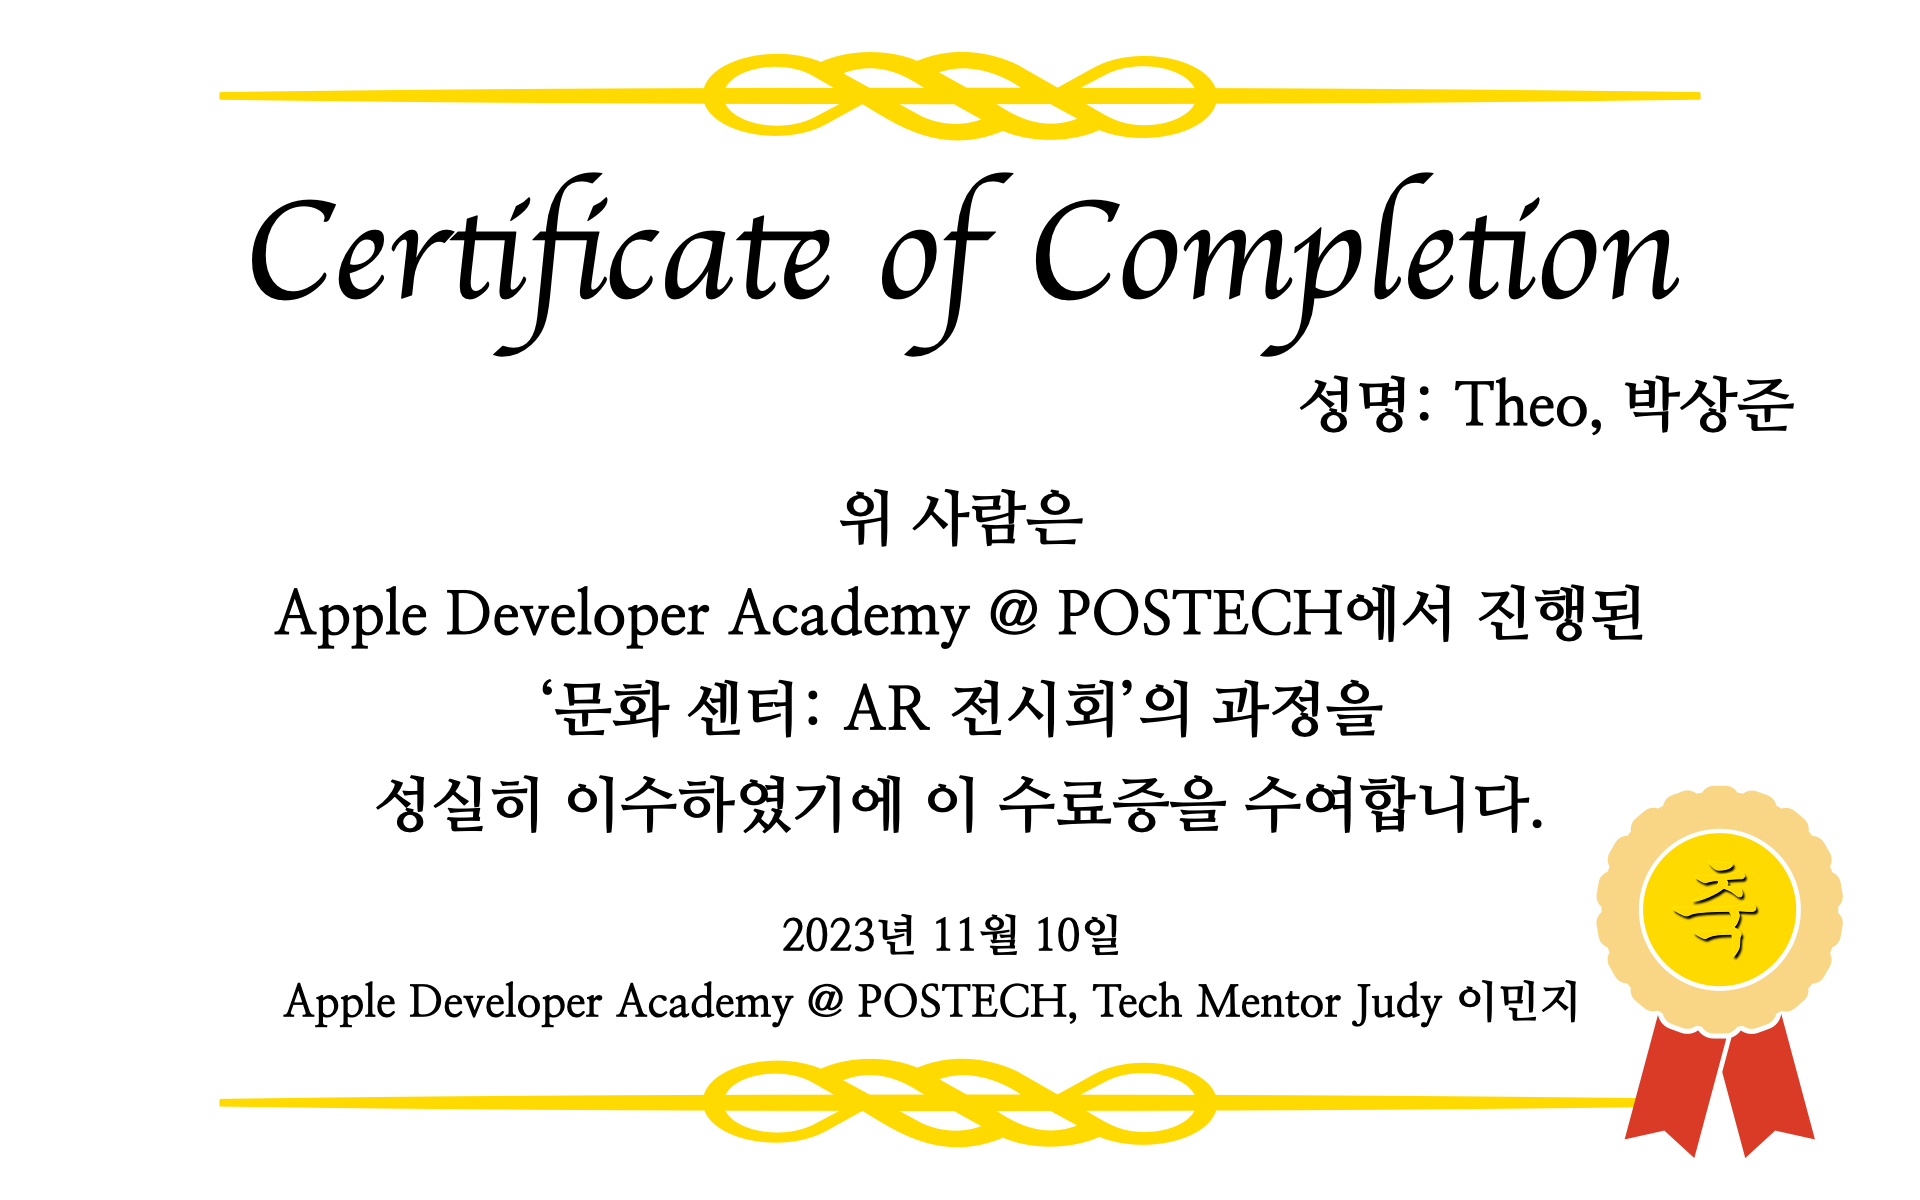 Certificate of Completion
성명: Theo, 박상준
위 사람은
Apple Developer Academy @ POSTECH에서 진행된
‘문화 센터: AR 전시회’의 과정을
성실히 이수하였기에 이 수료증을 수여합니다.
축
2023년 11월 10일
Apple Developer Academy @ POSTECH, Tech Mentor Judy 이민지